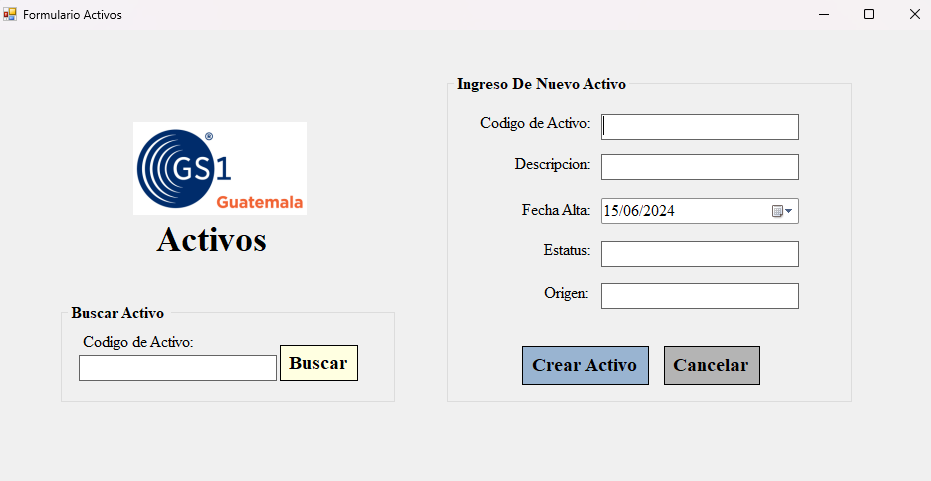 Formulario Activos
GS1
®
Guatemala
Activos
Buscar Activo
Codigo de Activo:
Buscar
Ingreso De Nuevo Activo
Codigo de Activo:
Descripcion:
Fecha Alta: 15/06/2024
Estatus:
Origen:
Crear Activo Cancelar